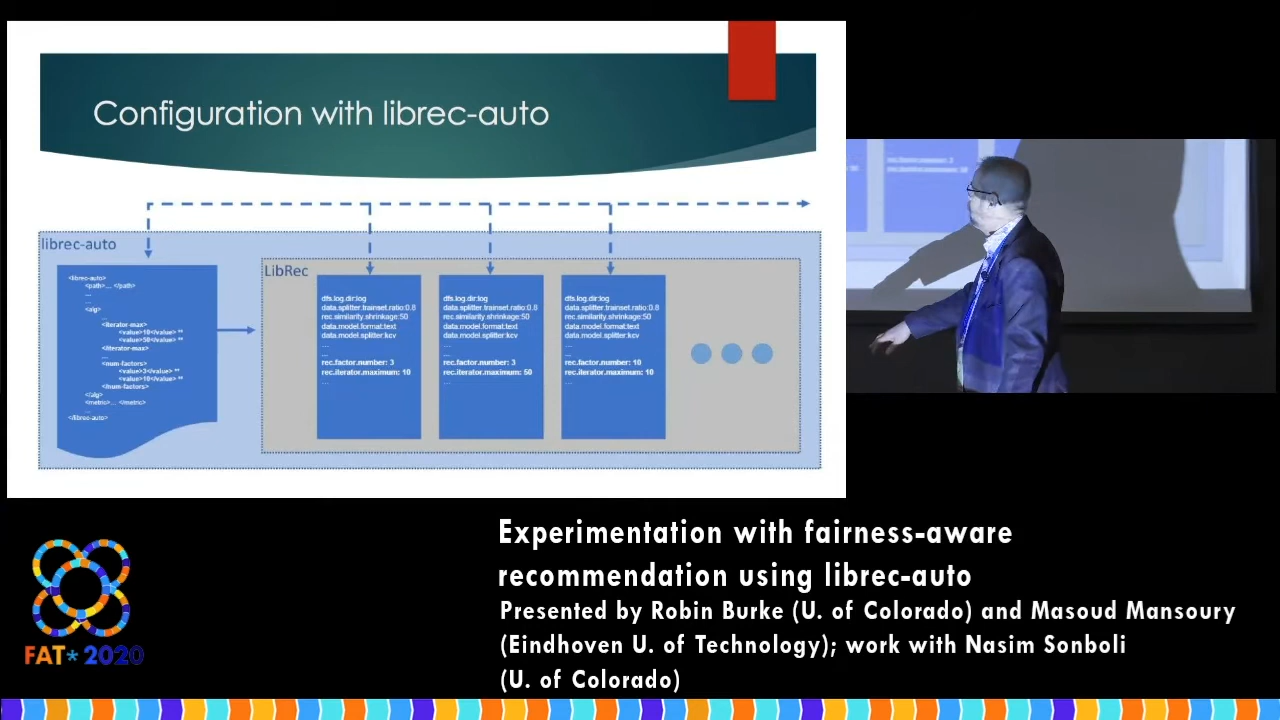 Configuration with librec-auto
librec-auto
<librec-auto>
<path>... </path>
...
...
<alg>
...
<iterator-max>
<value>10</value> **
<value>50</value> **
</iterator-max>
...
<num-factors>
<value>3</value> **
<value>10</value> **
</num-factors>
</alg>
<metric>... </metric>
...
</librec-auto>
LibRec
dfs.log.dir:log
data.splitter.trainset.ratio:0.8
rec.similarity.shrinkage:50
data.model.format:text
data.model.splitter:kcv
...
...
rec.factor.number: 3
rec.iterator.maximum: 10
...
dfs.log.dir:log
data.splitter.trainset.ratio:0.8
rec.similarity.shrinkage:50
data.model.format:text
data.model.splitter:kcv
...
...
rec.factor.number: 3
rec.iterator.maximum: 50
...
dfs.log.dir:log
data.splitter.trainset.ratio:0.8
rec.similarity.shrinkage:50
data.model.format:text
data.model.splitter:kcv
...
...
rec.factor.number: 10
rec.iterator.maximum: 10
...
Experimentation with fairness-aware
recommendation using librec-auto
Presented by Robin Burke (U. of Colorado) and Masoud Mansoury
(Eindhoven U. of Technology); work with Nasim Sonboli
(U. of Colorado)
FAT* 2020